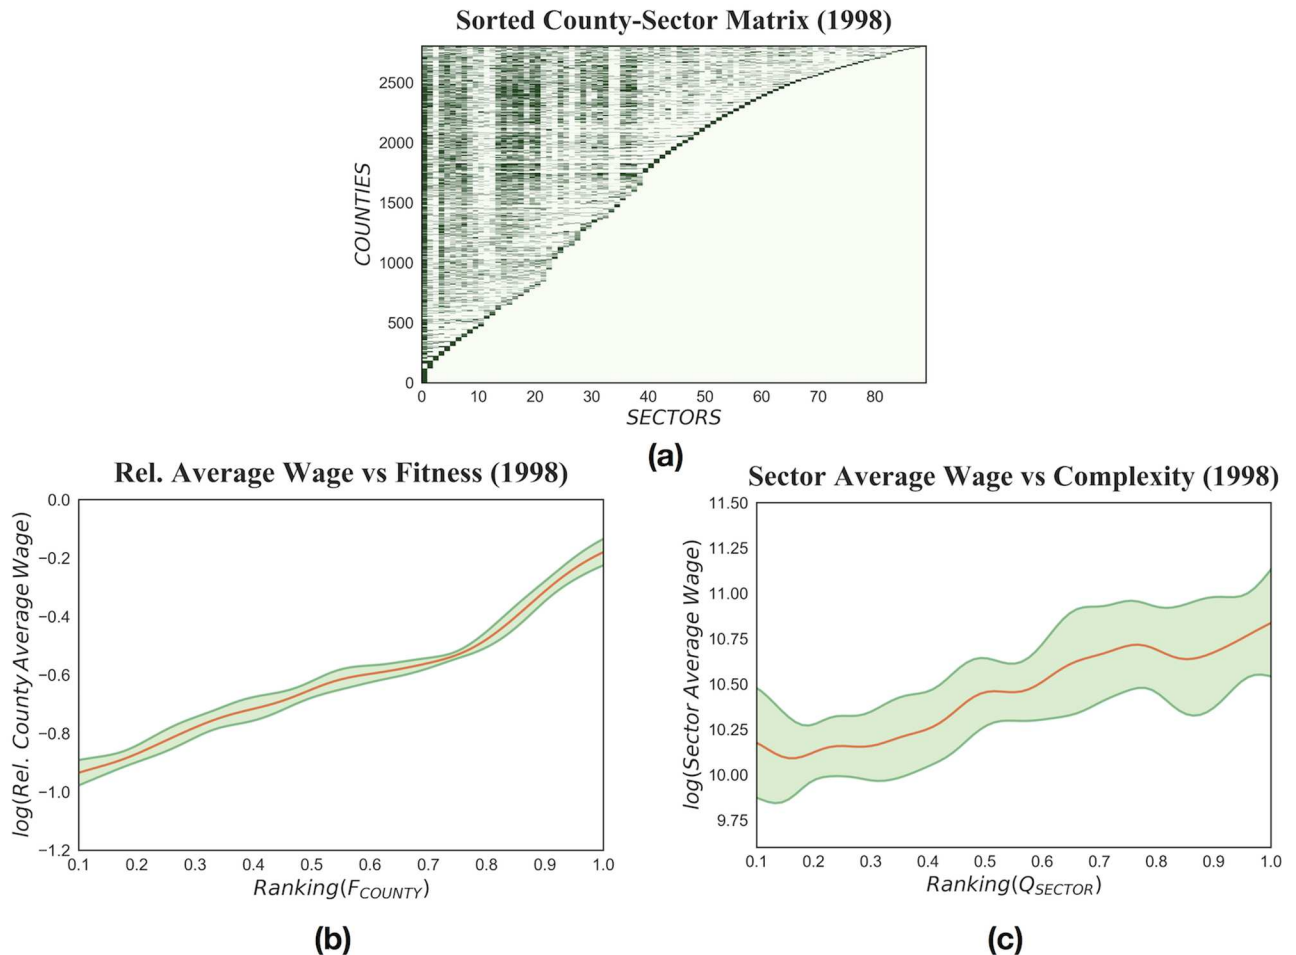 Sorted County-Sector Matrix (1998)
2500
2000
1500
1000
500
0
COUNTIES
0 10 20 30 40 50 60 70 80
SECTORS
(a)
Rel. Average Wage vs Fitness (1998)
0.0
−0.2
−0.4
−0.6
−0.8
−1.0
−1.2
log(Rel. County Average Wage)
0.1 0.2 0.3 0.4 0.5 0.6 0.7 0.8 0.9 1.0
Ranking(F_COUNTY)
(b)
Sector Average Wage vs Complexity (1998)
11.50
11.25
11.00
10.75
10.50
10.25
10.00
9.75
log(Sector Average Wage)
0.1 0.2 0.3 0.4 0.5 0.6 0.7 0.8 0.9 1.0
Ranking(Q_SECTOR)
(c)